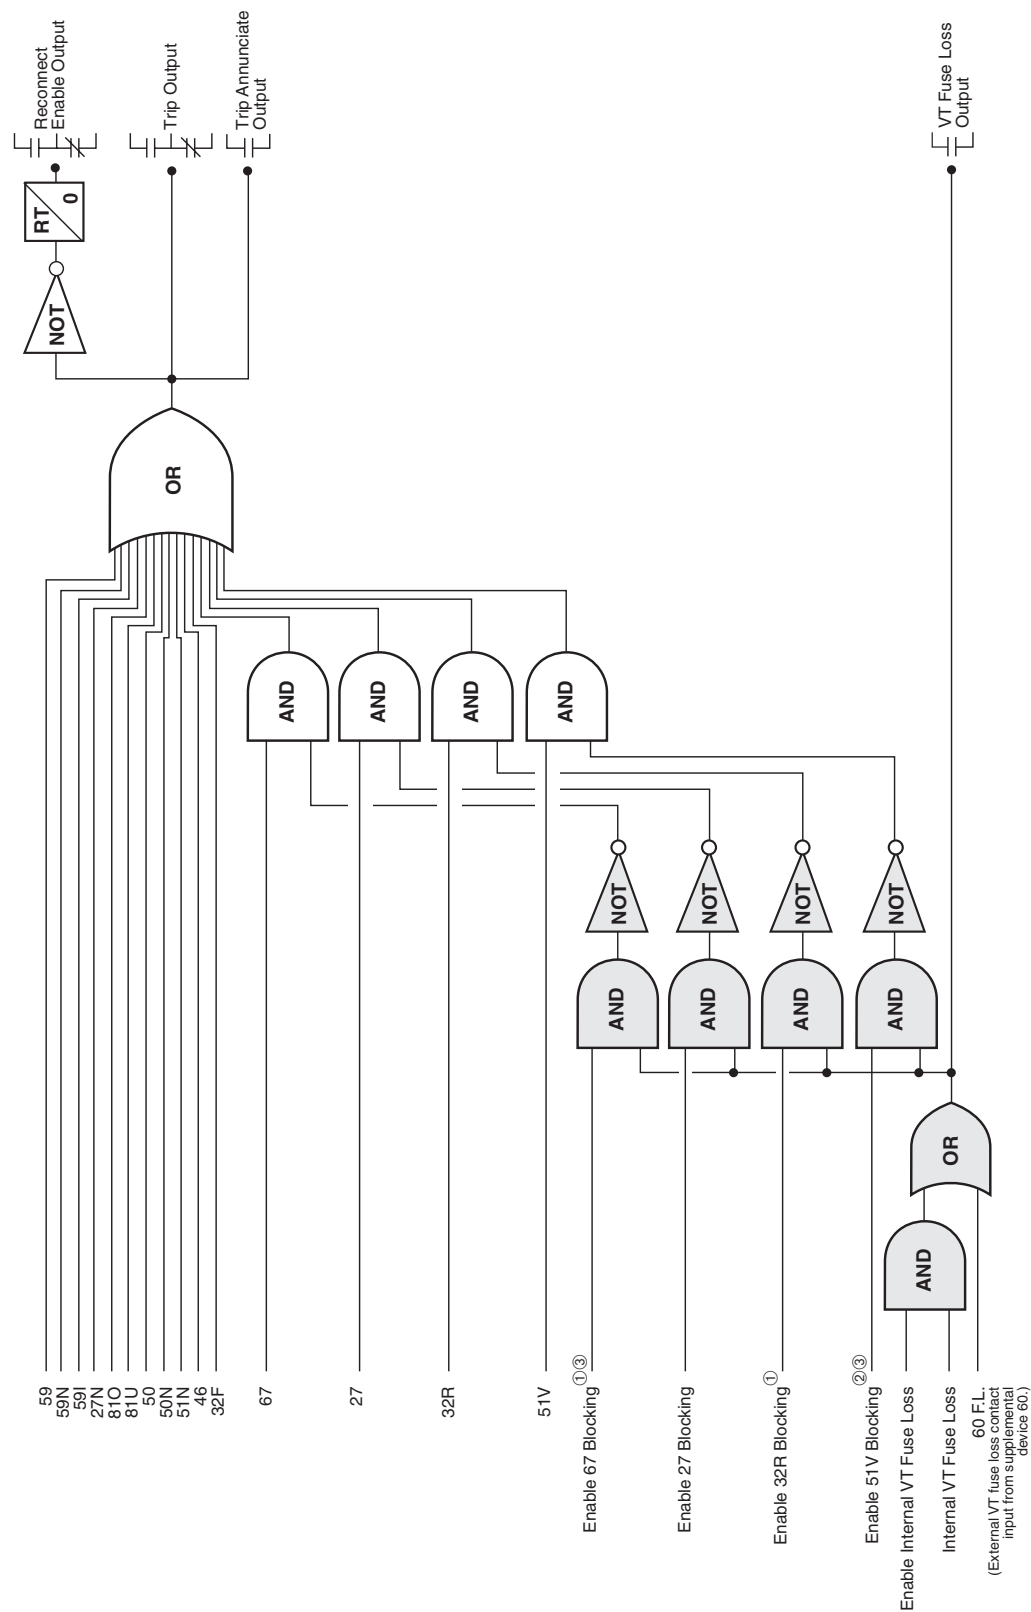 59
59N
59I
27N
81O
81U
50
50N
51N
46
32F
67
27
32R
51V
Enable 67 Blocking ①③
Enable 27 Blocking
Enable 32R Blocking ①
Enable 51V Blocking ②③
Enable Internal VT Fuse Loss
Internal VT Fuse Loss
60 F.L.
(External VT fuse loss contact
input from supplemental
device 60.)
AND
OR
AND
AND
AND
AND
NOT
NOT
NOT
NOT
AND
AND
AND
AND
OR
NOT
RT
0
Reconnect
Enable Output
Trip Output
Trip Annunciate
Output
VT Fuse Loss
Output